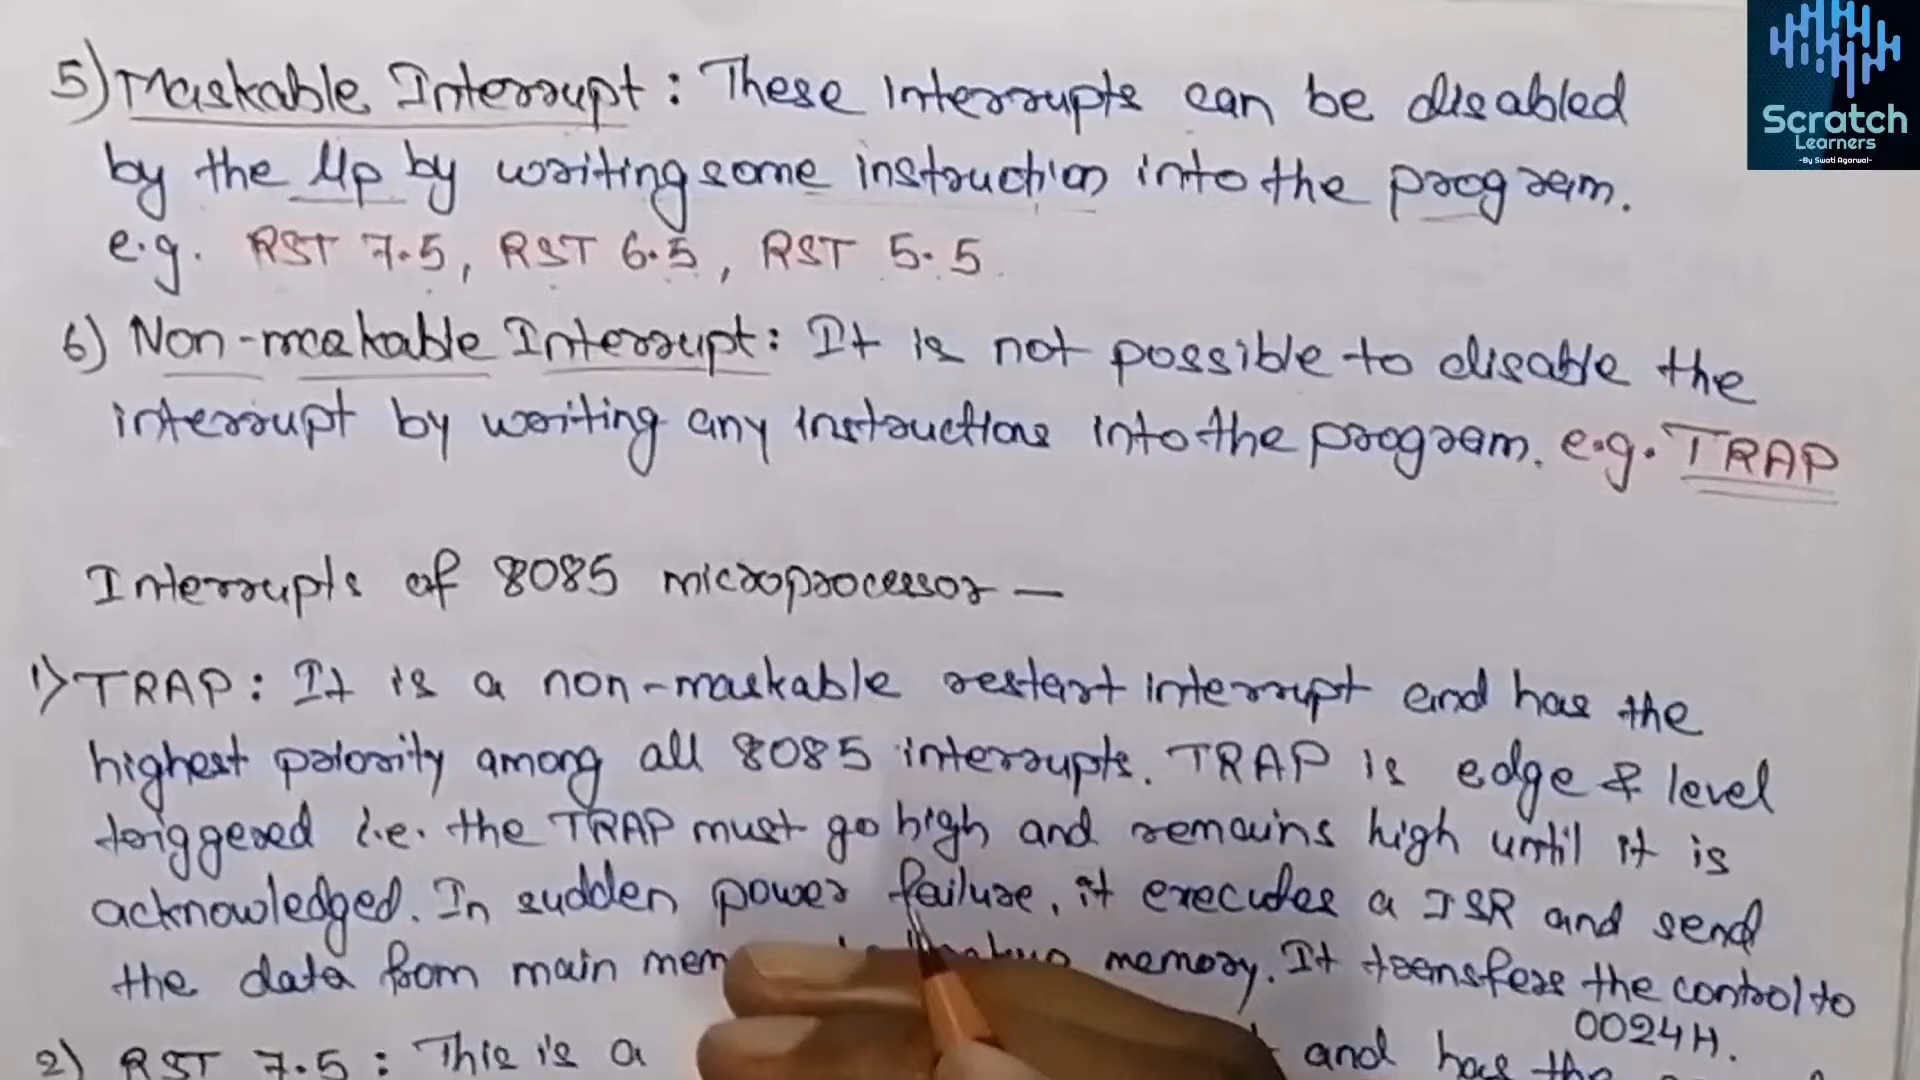 5) Maskable Interrupt : These interrupts can be disabled
by the μp by writing some instruction into the program.
e.g. RST 7.5, RST 6.5, RST 5.5
6) Non-maskable Interrupt : It is not possible to disable the
interrupt by writing any instructions into the program. e.g. TRAP
Interrupts of 8085 microprocessor —
1) TRAP : It is a non-maskable restart interrupt and has the
highest priority among all 8085 interrupts. TRAP is edge & level
triggered i.e. the TRAP must go high and remains high until it is
acknowledged. In sudden power failure, it executes a ISR and send
the data from main memory. It transfers the control to
0024H.
2) RST 7.5 : This is a and has the
Scratch
Learners
-By Swati Agarwal-